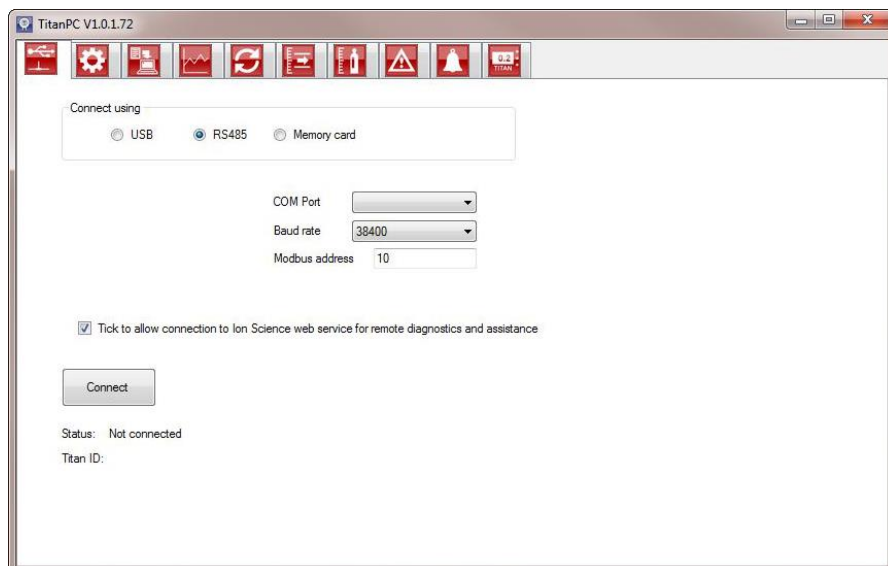 TitanPC V1.0.1.72
0.2
TITAN
Connect using
USB RS485 Memory card
COM Port
Baud rate 38400
Modbus address 10
Tick to allow connection to Ion Science web service for remote diagnostics and assistance
Connect
Status: Not connected
Titan ID: